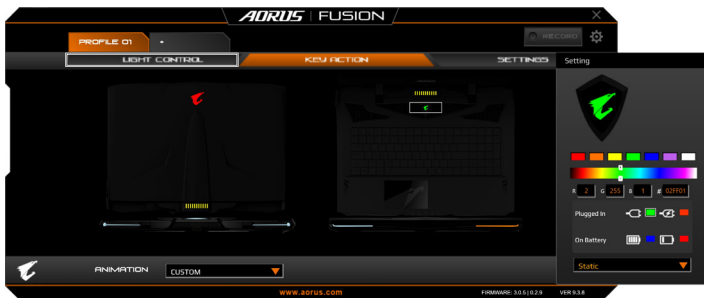 AORUS | FUSION
PROFILE 01
RECORD
LIGHT CONTROL
KEY ACTION
SETTINGS
Setting
R 2 G 255 B 1 # 02FF01
Plugged In
On Battery
Static
ANIMATION CUSTOM
www.aorus.com
FIRMWARE: 3.0.5 | 0.2.9 VER 9.3.8